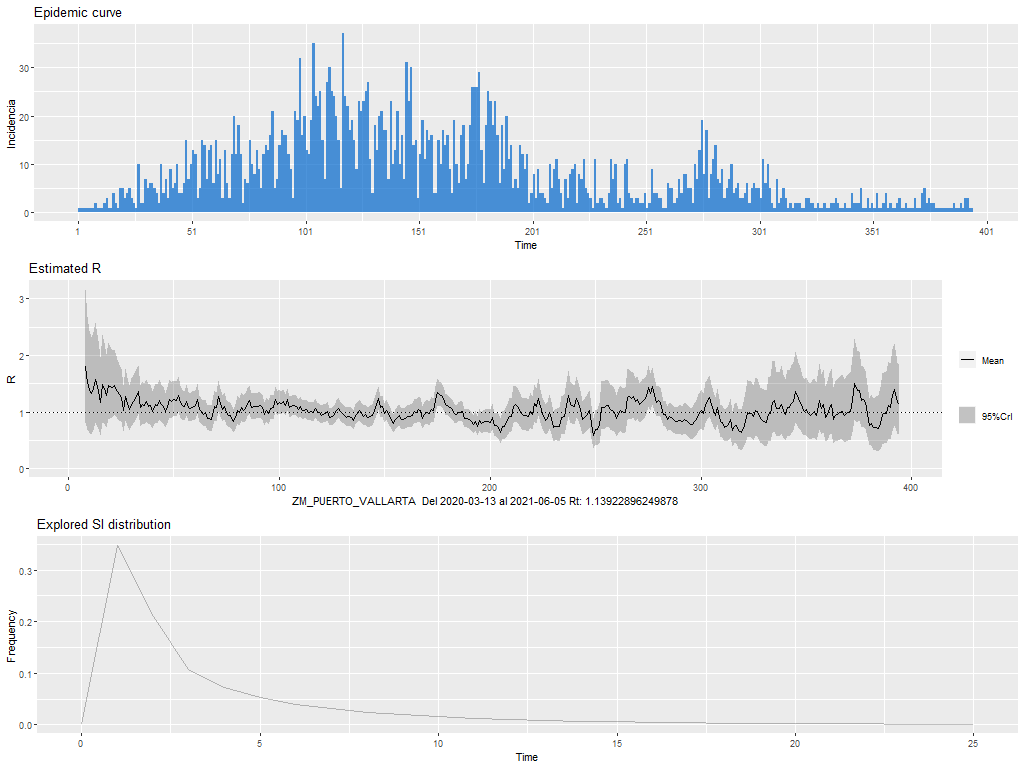 Epidemic curve
Incidencia
30
20
10
0
1 51 101 151 201 251 301 351 401
Time
Estimated R
R
3
2
1
0
Mean
95%CrI
0 100 200 300 400
ZM_PUERTO_VALLARTA Del 2020-03-13 al 2021-06-05 Rt: 1.13922896249878
Explored SI distribution
Frequency
0.3
0.2
0.1
0.0
0 5 10 15 20 25
Time